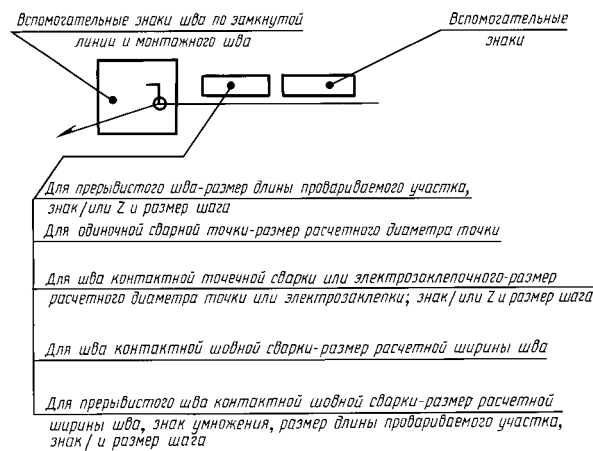 Вспомогательные знаки шва по замкнутой
линии и монтажного шва
Вспомогательные
знаки
Для прерывистого шва-размер длины провариваемого участка,
знак/или Z и размер шага
Для одиночной сварной точки-размер расчетного диаметра точки
Для шва контактной точечной сварки или электрозаклепочного-размер
расчетного диаметра точки или электрозаклепки; знак/или Z и размер шага
Для шва контактной шовной сварки-размер расчетной ширины шва
Для прерывистого шва контактной шовной сварки-размер расчетной
ширины шва, знак умножения, размер длины провариваемого участка,
знак/ и размер шага